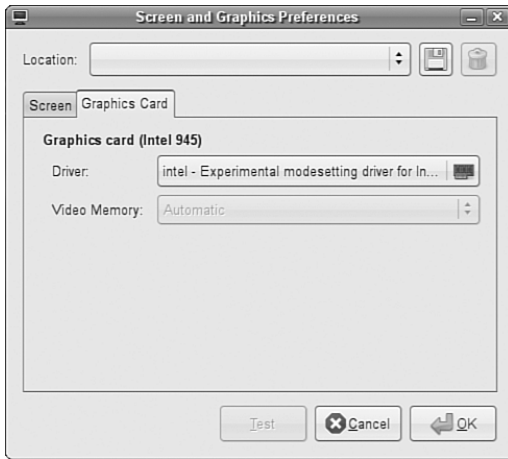 Screen and Graphics Preferences
Location:
Screen
Graphics Card
Graphics card (Intel 945)
Driver:
intel - Experimental modesetting driver for In...
Video Memory:
Automatic
Test
Cancel
OK